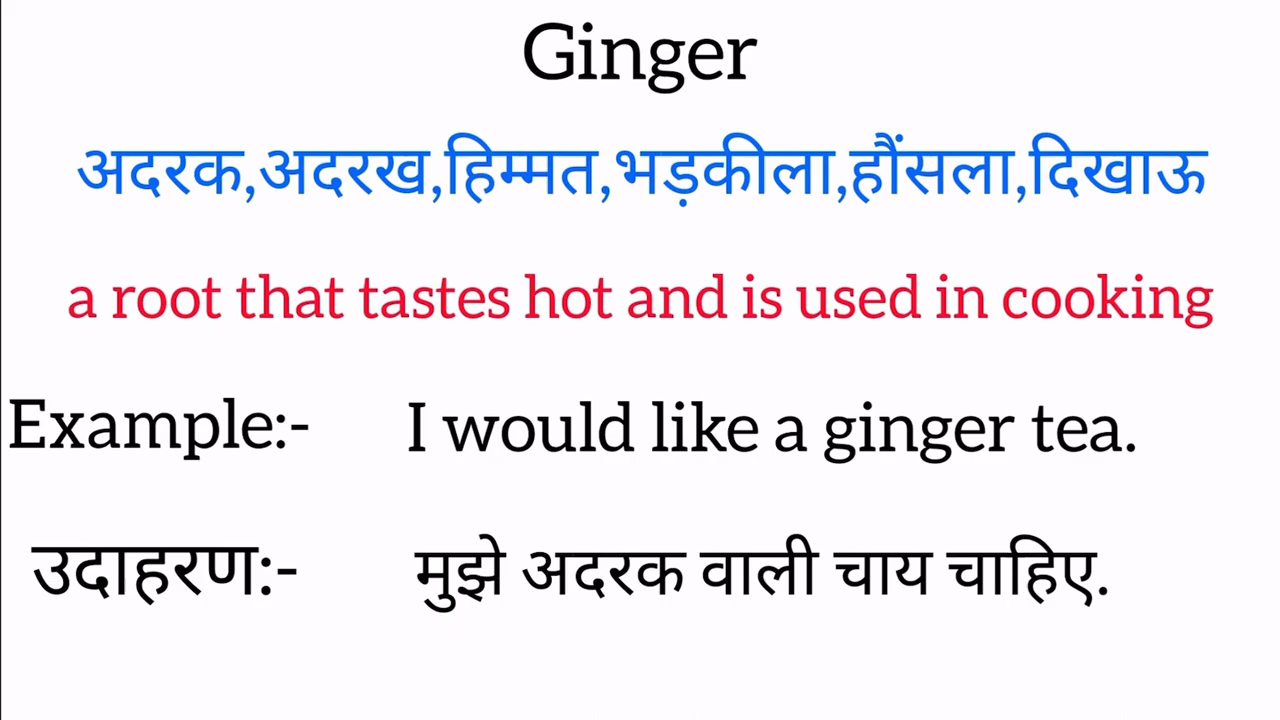 Ginger
अदरक,अदरख,हिम्मत,भड़कीला,हौंसला,दिखाऊ
a root that tastes hot and is used in cooking
Example:- I would like a ginger tea.
उदाहरण:- मुझे अदरक वाली चाय चाहिए.